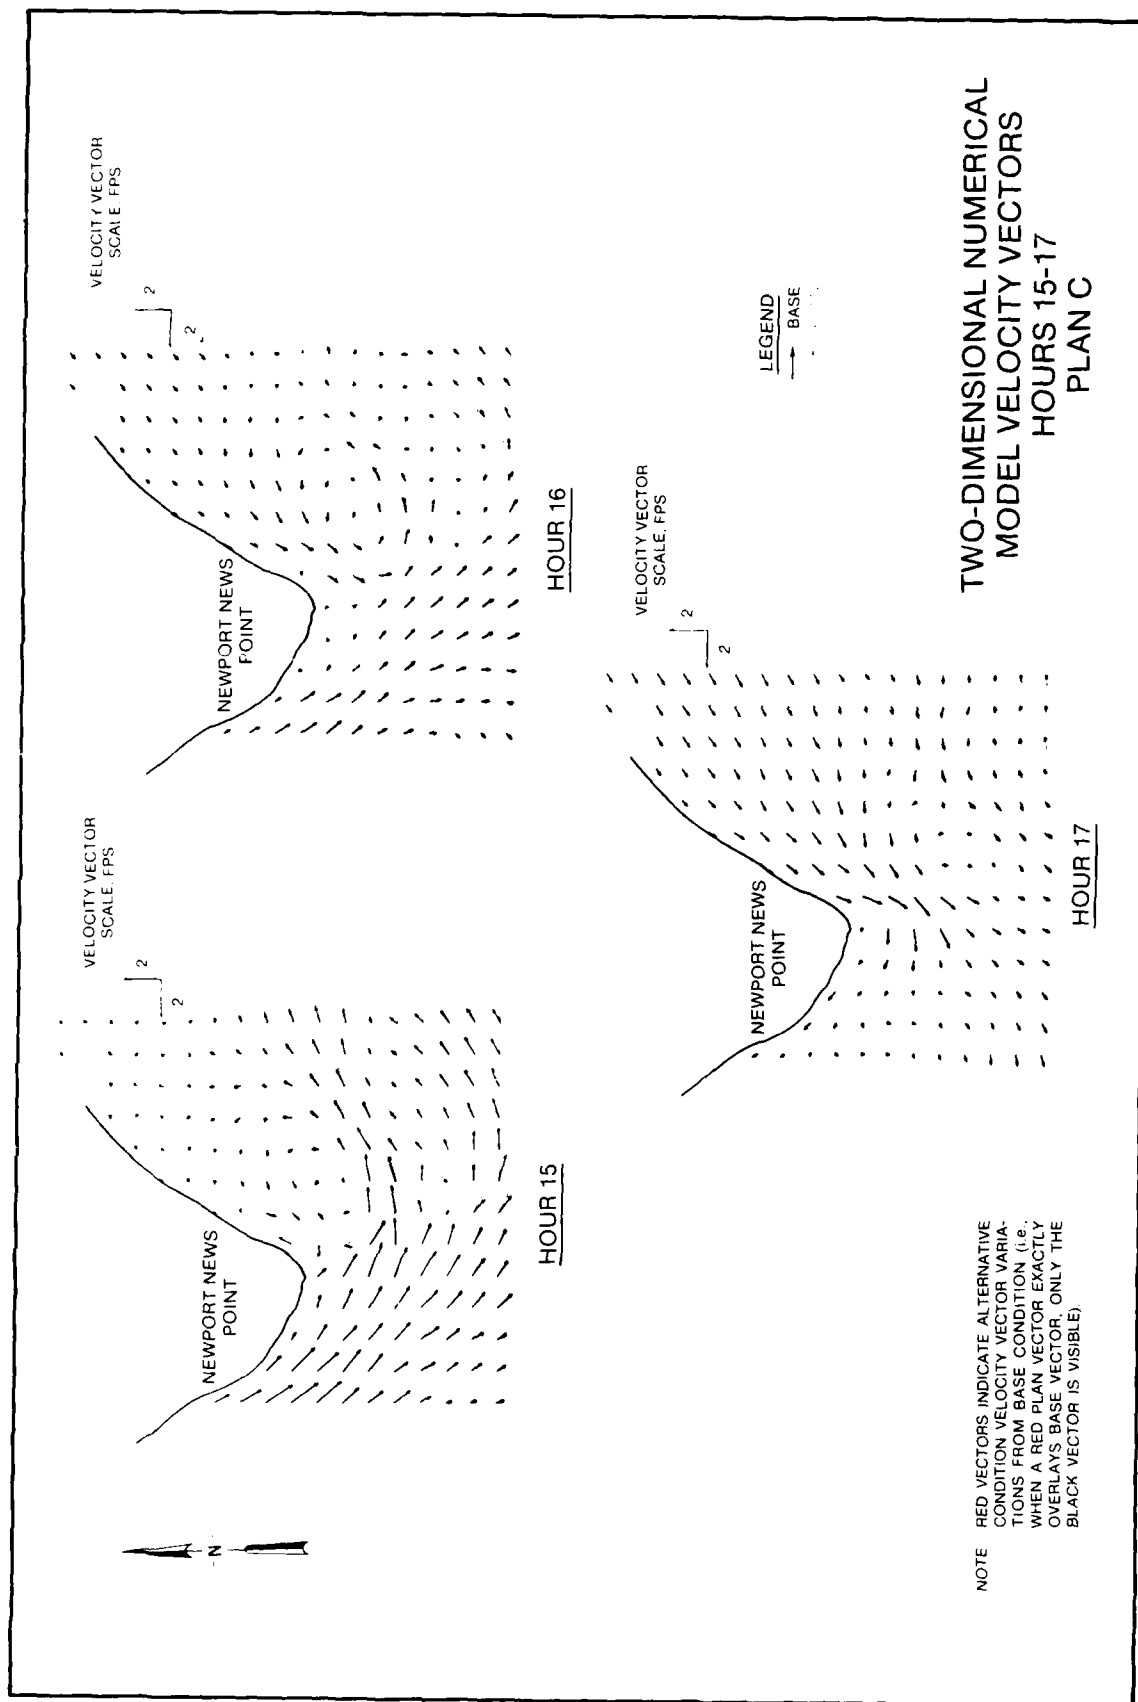 VELOCITY VECTOR
SCALE, FPS
2
2
NEWPORT NEWS
POINT
HOUR 15
VELOCITY VECTOR
SCALE, FPS
2
2
NEWPORT NEWS
POINT
HOUR 16
VELOCITY VECTOR
SCALE, FPS
2
2
NEWPORT NEWS
POINT
HOUR 17
N
LEGEND
BASE
NOTE RED VECTORS INDICATE ALTERNATIVE
CONDITION VELOCITY VECTOR VARIA-
TIONS FROM BASE CONDITION (i.e.,
WHEN A RED PLAN VECTOR EXACTLY
OVERLAYS BASE VECTOR, ONLY THE
BLACK VECTOR IS VISIBLE).
TWO-DIMENSIONAL NUMERICAL
MODEL VELOCITY VECTORS
HOURS 15-17
PLAN C